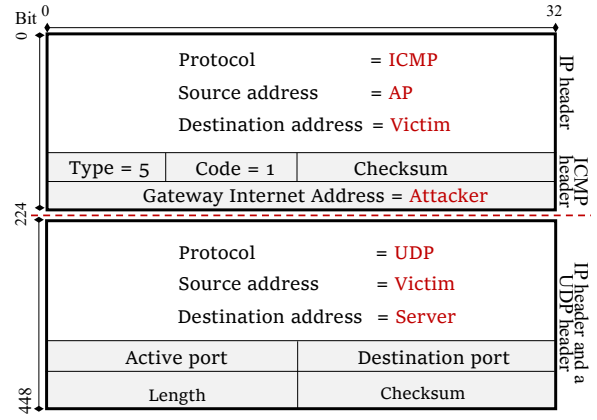 Bit 0 32
0
Protocol = ICMP
Source address = AP
Destination address = Victim
IP header
Type = 5 Code = 1 Checksum
Gateway Internet Address = Attacker
ICMP
header
224
Protocol = UDP
Source address = Victim
Destination address = Server
Active port Destination port
Length Checksum
IP header and a
UDP header
448